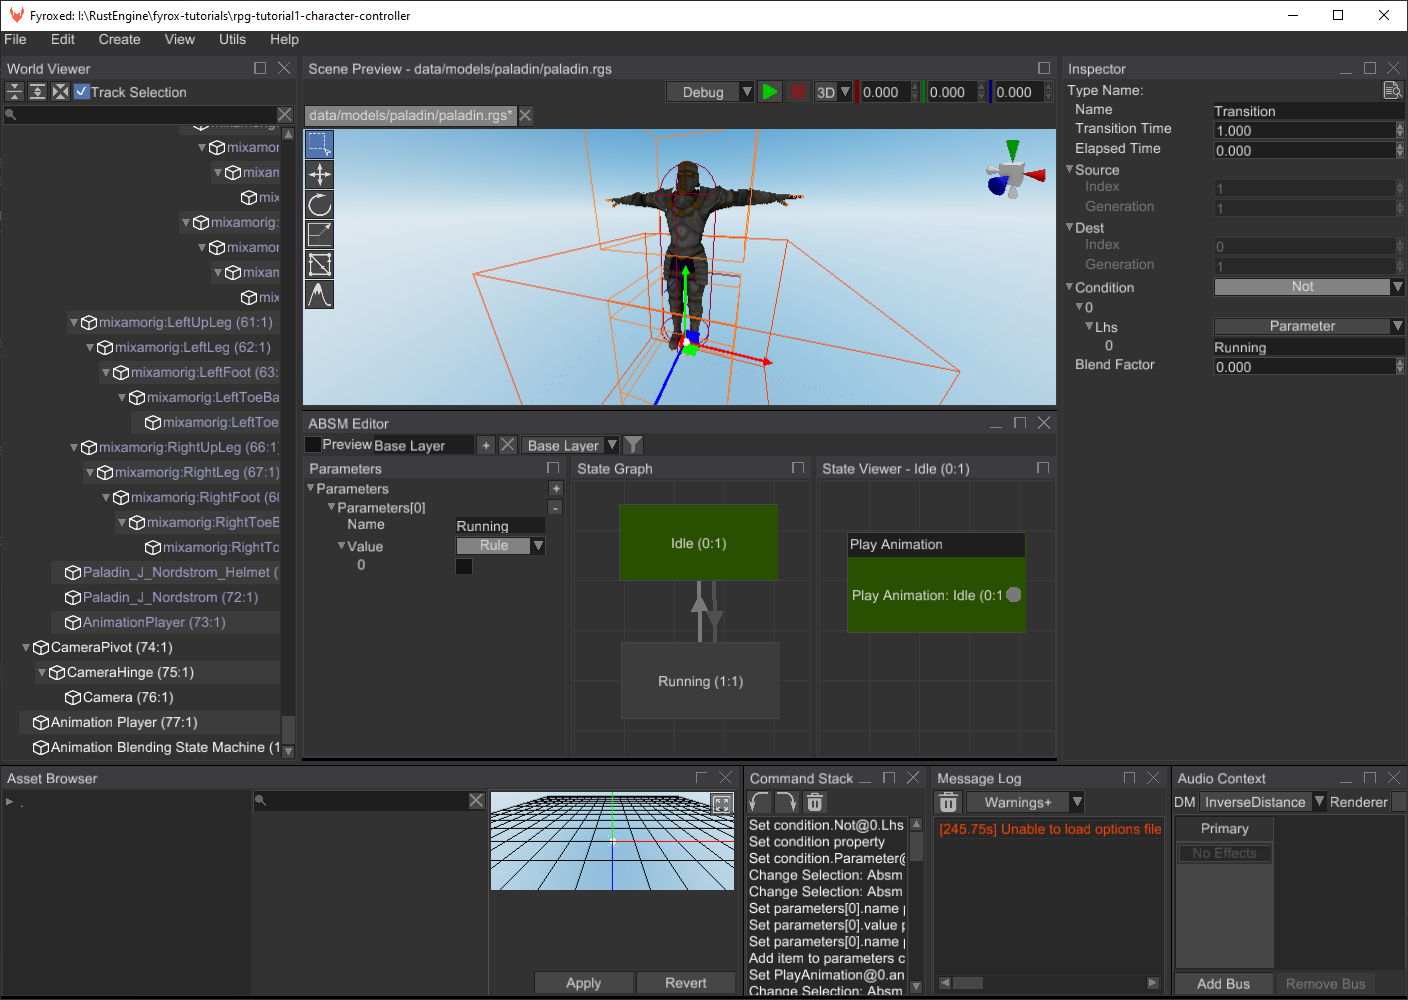 Fyroxed: I:\RustEngine\fyrox-tutorials\rpg-tutorial1-character-controller
File Edit Create View Utils Help
World Viewer
Track Selection
mixamor
mixam
mix
mixamorig:
mixamor
mixam
mix
mixamorig:LeftUpLeg (61:1)
mixamorig:LeftLeg (62:1)
mixamorig:LeftFoot (63:
mixamorig:LeftToeBa
mixamorig:LeftToe
mixamorig:RightUpLeg (66:1)
mixamorig:RightLeg (67:1)
mixamorig:RightFoot (68
mixamorig:RightToeB
mixamorig:RightTo
Paladin_J_Nordstrom_Helmet (
Paladin_J_Nordstrom (72:1)
AnimationPlayer (73:1)
CameraPivot (74:1)
CameraHinge (75:1)
Camera (76:1)
Animation Player (77:1)
Animation Blending State Machine (1
Scene Preview - data/models/paladin/paladin.rgs
Debug 3D 0.000 0.000 0.000
data/models/paladin/paladin.rgs*
ABSM Editor
Preview Base Layer + Base Layer
Parameters
Parameters +
Parameters[0] -
Name Running
Value Rule
0
State Graph
Idle (0:1)
Running (1:1)
State Viewer - Idle (0:1)
Play Animation
Play Animation: Idle (0:1
Inspector
Type Name:
Name Transition
Transition Time 1.000
Elapsed Time 0.000
Source
Index 1
Generation 1
Dest
Index 0
Generation 1
Condition Not
0
Lhs Parameter
0 Running
Blend Factor 0.000
Asset Browser
.
Apply Revert
Command Stack
Set condition.Not@0.Lhs
Set condition property
Set condition.Parameter@
Change Selection: Absm
Change Selection: Absm
Set parameters[0].name p
Set parameters[0].value p
Set parameters[0].name p
Add item to parameters c
Set PlayAnimation@0.an
Change Selection: Absm
Message Log
Warnings+
[245.75s] Unable to load options file
Audio Context
DM InverseDistance Renderer
Primary
No Effects
Add Bus Remove Bus